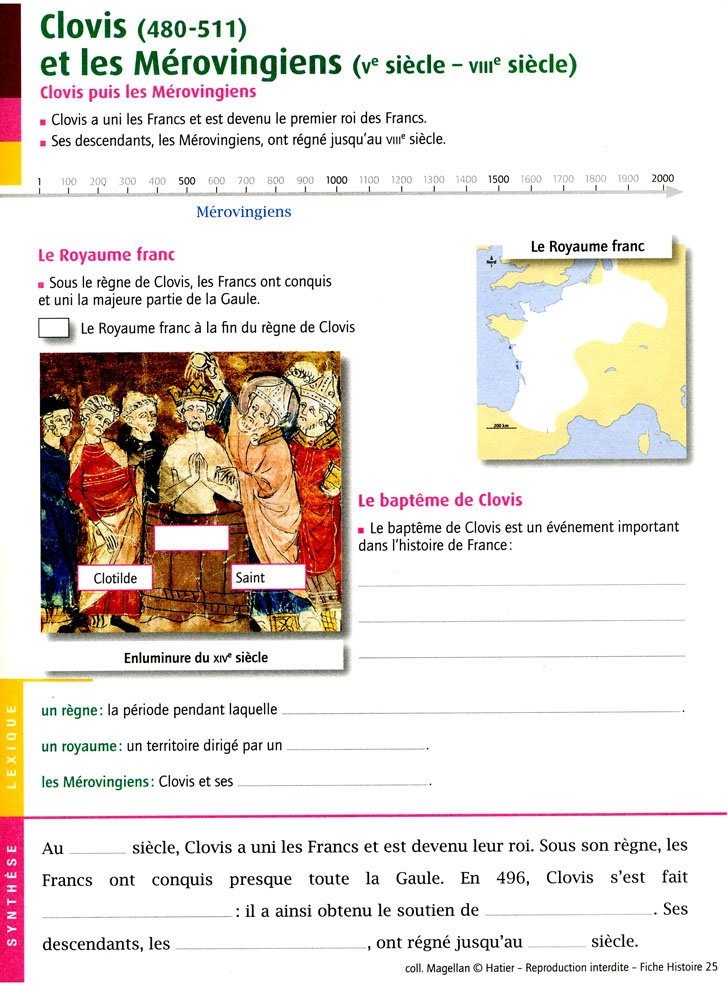 Clovis (480-511)
et les Mérovingiens (Vᵉ siècle – VIIIᵉ siècle)
Clovis puis les Mérovingiens
▪ Clovis a uni les Francs et est devenu le premier roi des Francs.
▪ Ses descendants, les Mérovingiens, ont régné jusqu'au VIIIᵉ siècle.
1 100 200 300 400 500 600 700 800 900 1000 1100 1200 1300 1400 1500 1600 1700 1800 1900 2000
Mérovingiens
Le Royaume franc
▪ Sous le règne de Clovis, les Francs ont conquis
et uni la majeure partie de la Gaule.
Le Royaume franc à la fin du règne de Clovis
Le Royaume franc
Nord
200 km
Clotilde
Saint
Enluminure du XIVᵉ siècle
Le baptême de Clovis
▪ Le baptême de Clovis est un événement important
dans l'histoire de France :
LEXIQUE
un règne : la période pendant laquelle ____________________ .
un royaume : un territoire dirigé par un ____________________ .
les Mérovingiens : Clovis et ses ____________________ .
SYNTHÈSE
Au ________ siècle, Clovis a uni les Francs et est devenu leur roi. Sous son règne, les
Francs ont conquis presque toute la Gaule. En 496, Clovis s'est fait
____________________ : il a ainsi obtenu le soutien de ____________________ . Ses
descendants, les ____________________ , ont régné jusqu'au ________ siècle.
coll. Magellan © Hatier – Reproduction interdite – Fiche Histoire 25